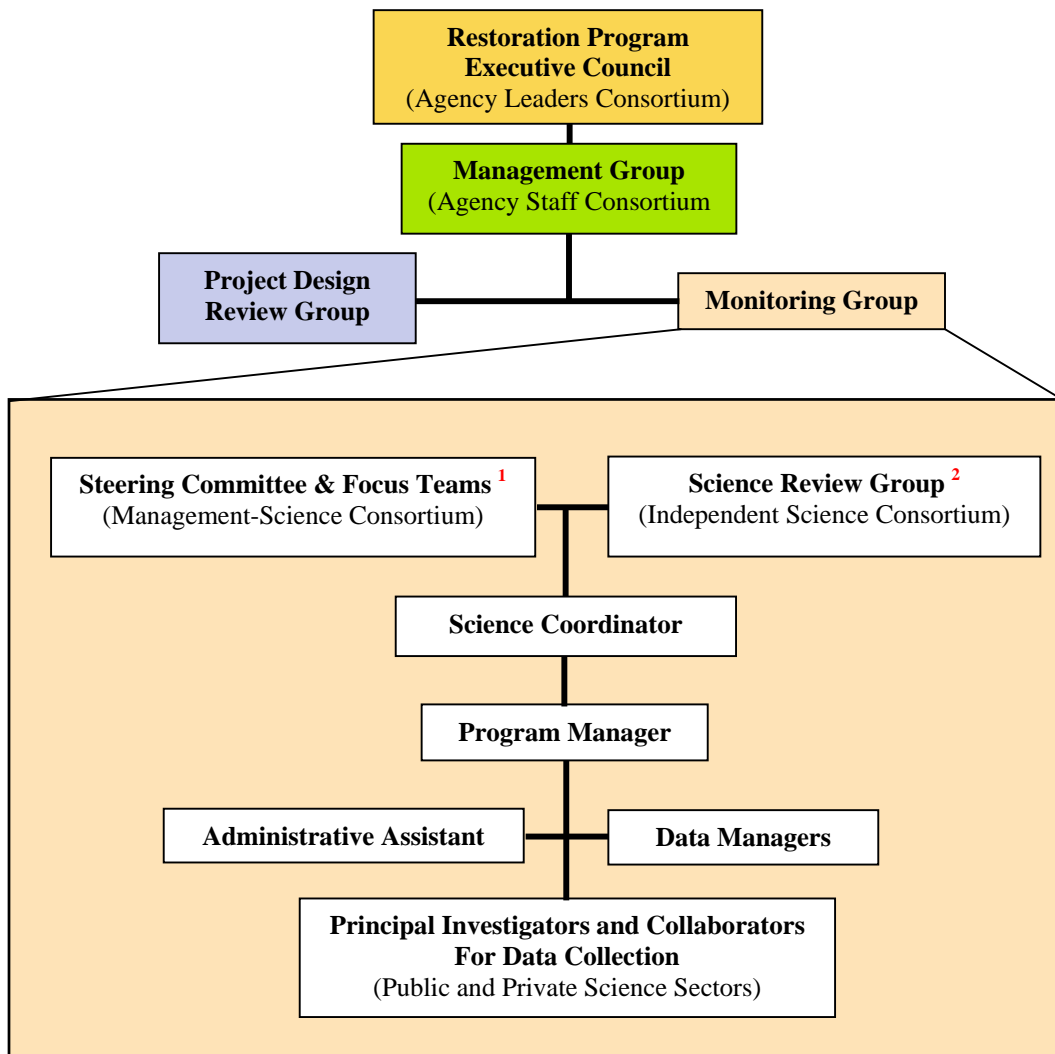 Restoration Program
Executive Council
(Agency Leaders Consortium)
Management Group
(Agency Staff Consortium
Project Design
Review Group
Monitoring Group
Steering Committee & Focus Teams 1
(Management-Science Consortium)
Science Review Group 2
(Independent Science Consortium)
Science Coordinator
Program Manager
Administrative Assistant
Data Managers
Principal Investigators and Collaborators
For Data Collection
(Public and Private Science Sectors)